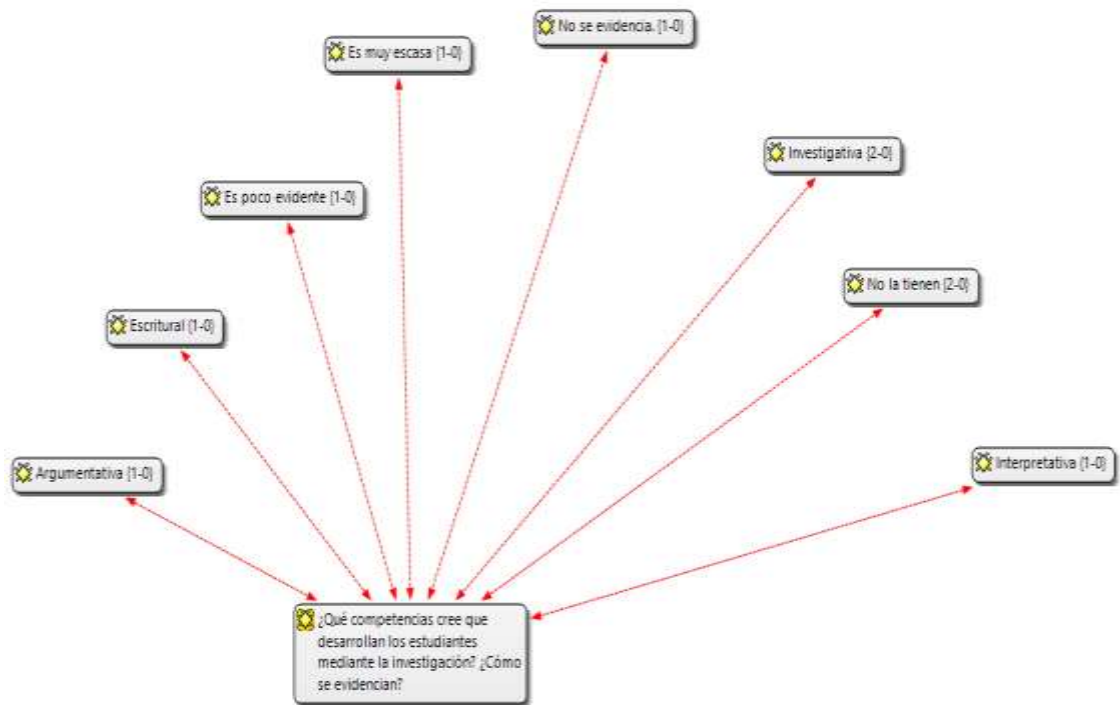 No se evidencia. {1-0}
Es muy escasa {1-0}
Investigativa {2-0}
Es poco evidente {1-0}
No la tienen {2-0}
Escritural {1-0}
Argumentativa {1-0}
Interpretativa {1-0}
¿Qué competencias cree que
desarrollan los estudiantes
mediante la investigación? ¿Cómo
se evidencian?